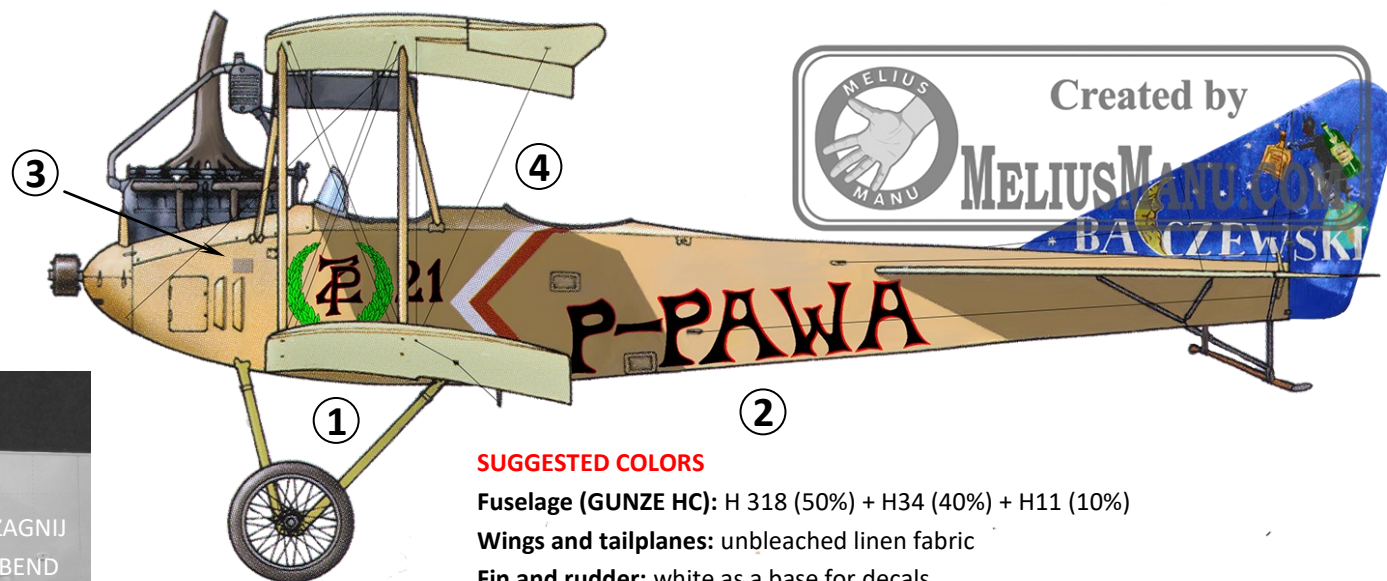 Created by
MELIUS
MANU
MELIUSMANU.COM
BACZEWSKI
③
④
ZP 21
P-PAWA
①
②
SUGGESTED COLORS
Fuselage (GUNZE HC): H 318 (50%) + H34 (40%) + H11 (10%)
Wings and tailplanes: unbleached linen fabric
Fin and rudder: white as a base for decals
ZAGNIJ
BEND